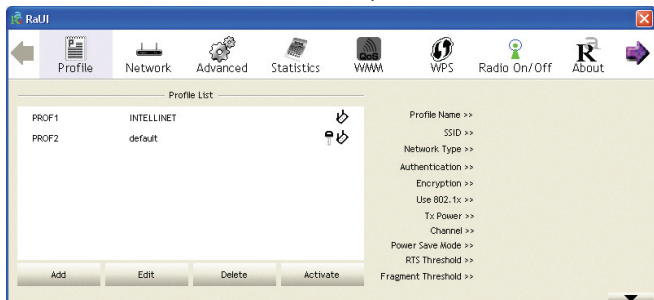 RaUI
Profile Network Advanced Statistics QoS WMM WPS Radio On/Off R About
Profile List
PROF1 INTELLINET
PROF2 default
Add Edit Delete Activate
Profile Name >>
SSID >>
Network Type >>
Authentication >>
Encryption >>
Use 802.1x >>
Tx Power >>
Channel >>
Power Save Mode >>
RTS Threshold >>
Fragment Threshold >>